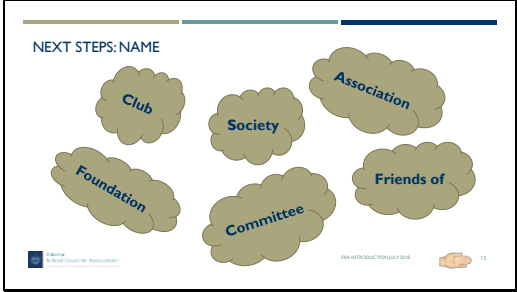 NEXT STEPS: NAME
Club
Society
Association
Foundation
Committee
Friends of
Alberta
School Councils' Association
FRA INTRODUCTION JULY 2018
15